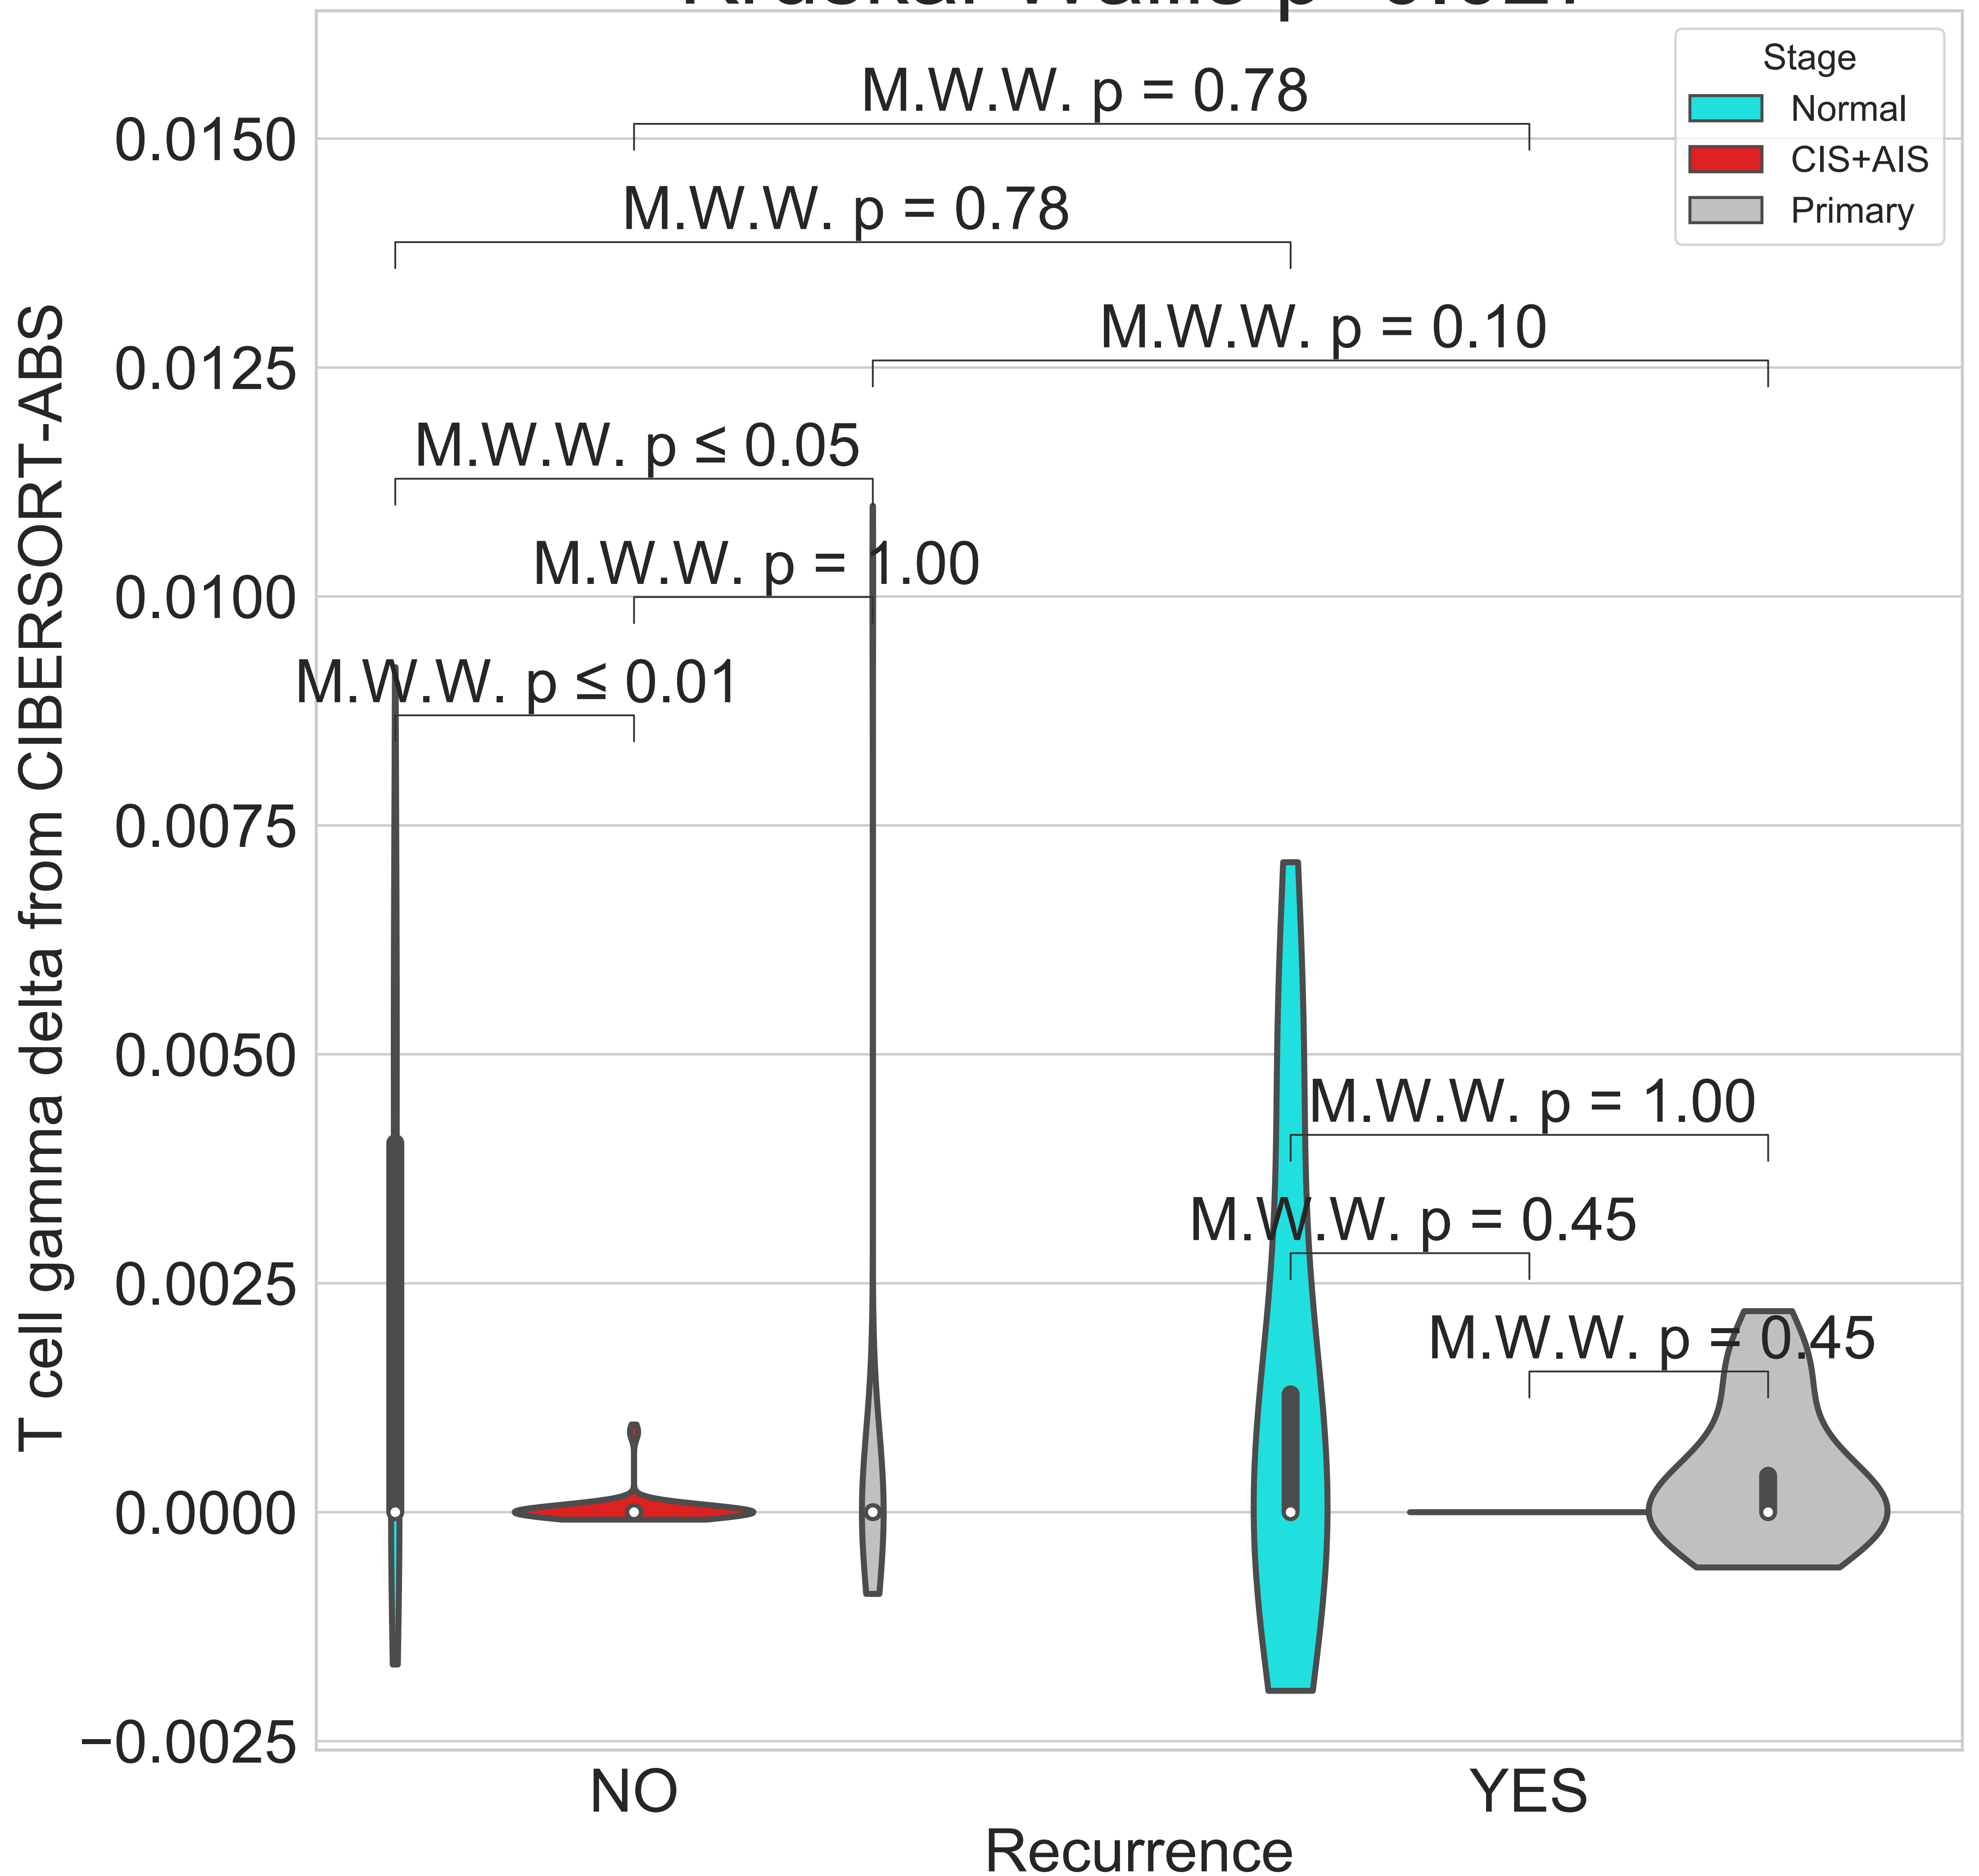 Stage
Normal
CIS+AIS
Primary
M.W.W. p = 0.78
M.W.W. p = 0.78
M.W.W. p = 0.10
M.W.W. p ≤ 0.05
M.W.W. p = 1.00
M.W.W. p ≤ 0.01
M.W.W. p = 1.00
M.W.W. p = 0.45
M.W.W. p = 0.45
T cell gamma delta from CIBERSORT-ABS
0.0150
0.0125
0.0100
0.0075
0.0050
0.0025
0.0000
−0.0025
NO
YES
Recurrence